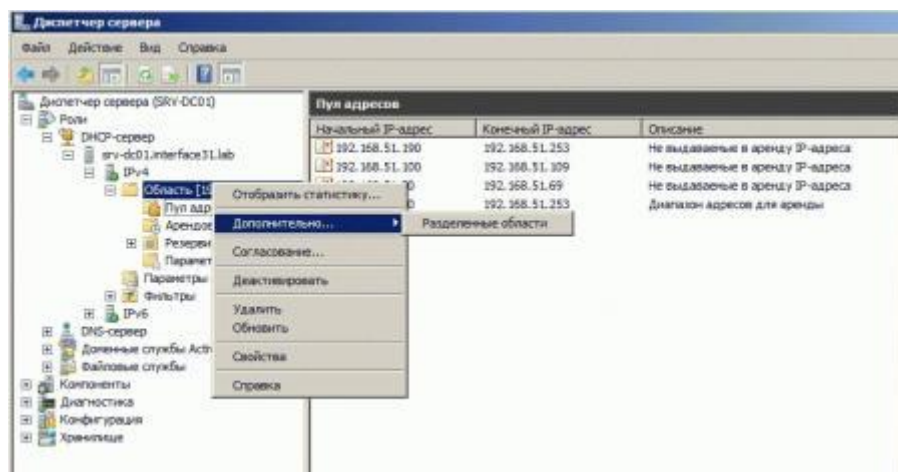 Диспетчер сервера
Файл Действие Вид Справка
Диспетчер сервера (SRV-DC01)
Роли
DHCP-сервер
srv-dc01.interface31.lab
IPv4
Область [19
Пул адр
Арендов
Резерви
Парамет
Параметры
Фильтры
IPv6
DNS-сервер
Доменные службы Acti
Файловые службы
Компоненты
Диагностика
Конфигурация
Хранилище
Отобразить статистику...
Дополнительно...
Разделенные области
Согласование...
Деактивировать
Удалить
Обновить
Свойства
Справка
Пул адресов
Начальный IP-адрес Конечный IP-адрес Описание
192.168.51.190 192.168.51.253 Не выдаваемые в аренду IP-адреса
192.168.51.100 192.168.51.109 Не выдаваемые в аренду IP-адреса
192.168.51.69 Не выдаваемые в аренду IP-адреса
192.168.51.253 Диапазон адресов для аренды